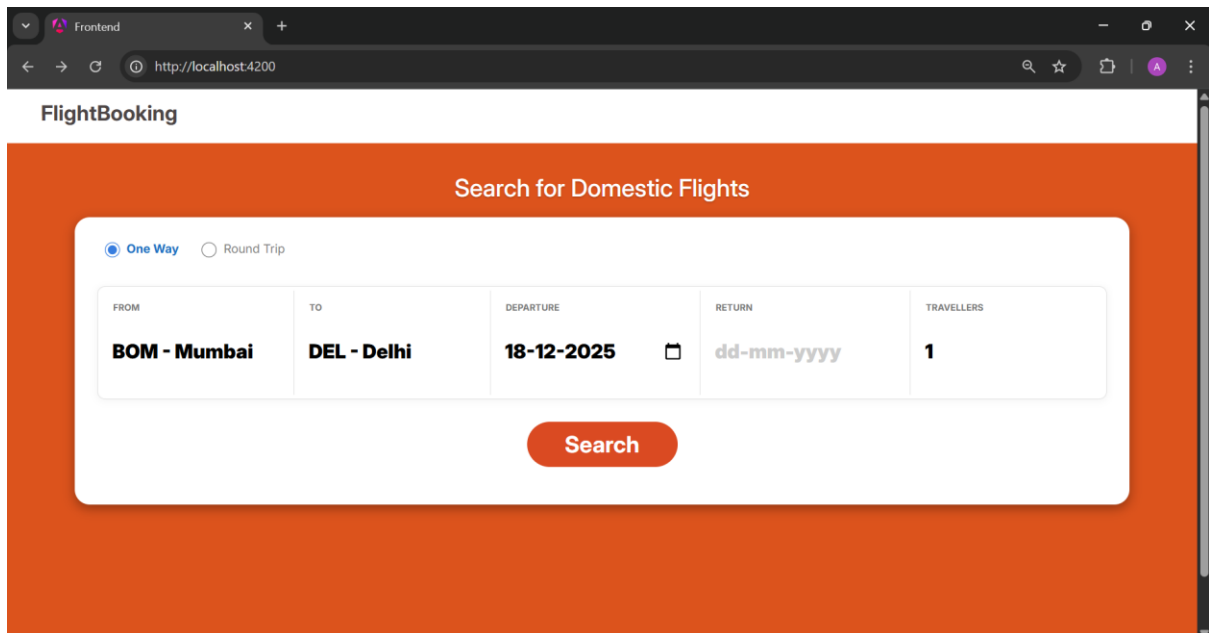 Frontend
http://localhost:4200
A
FlightBooking
Search for Domestic Flights
One Way Round Trip
FROM TO DEPARTURE RETURN TRAVELLERS
BOM - Mumbai DEL - Delhi 18-12-2025 dd-mm-yyyy 1
Search